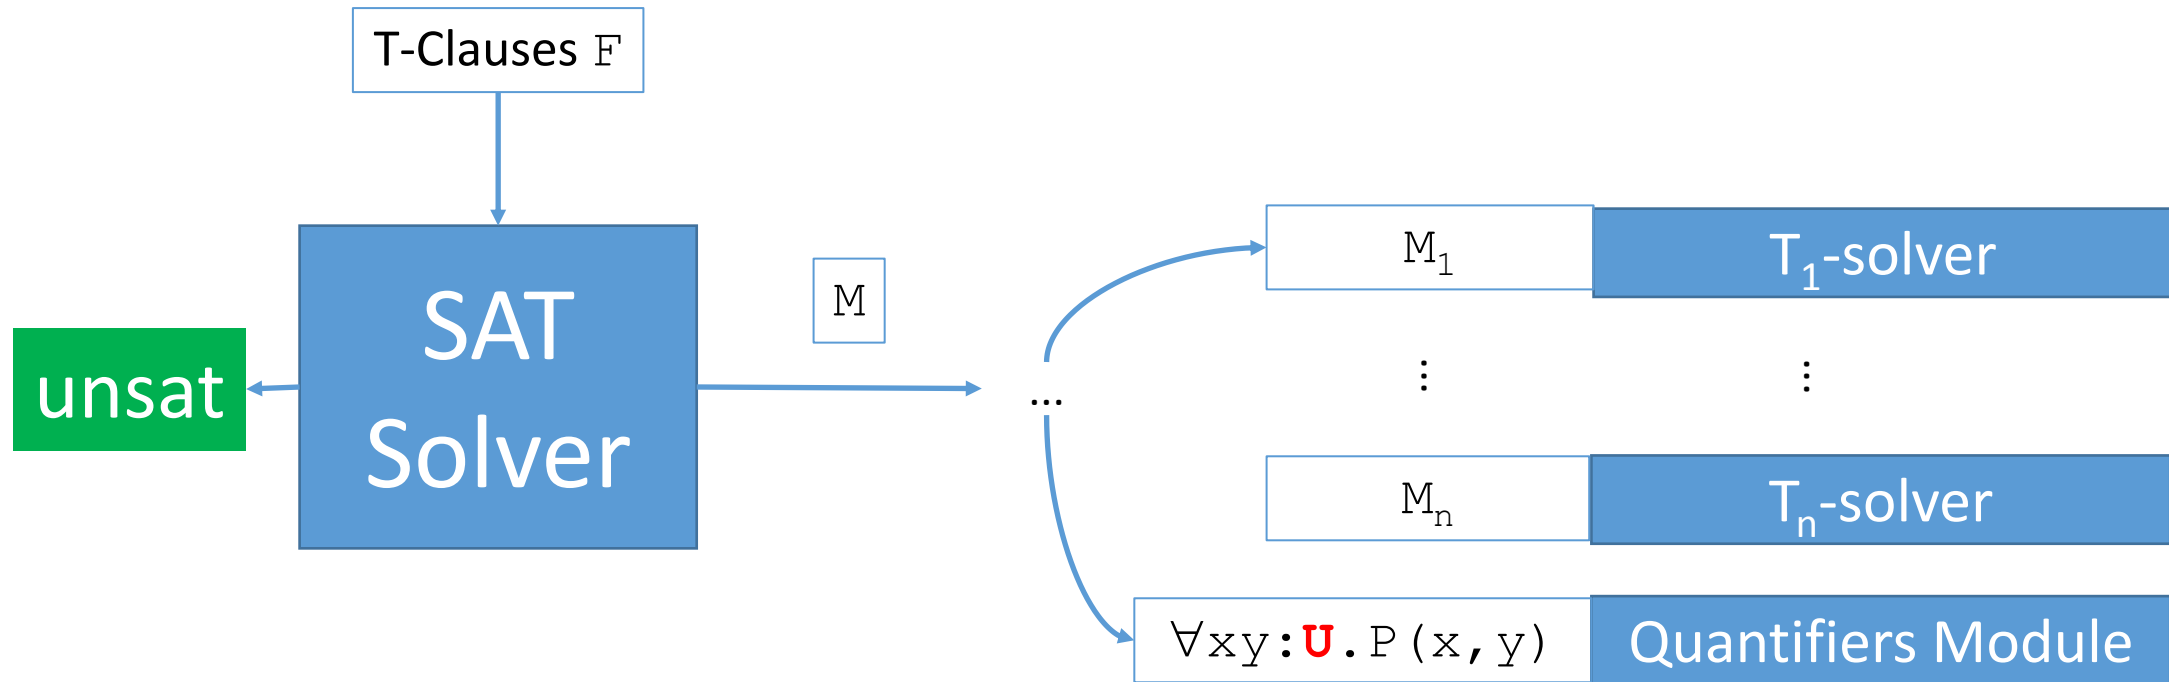 T-Clauses F
SAT
Solver
unsat
M
...
M₁
T₁-solver
⋮
⋮
Mₙ
Tₙ-solver
∀xy:U.P(x,y)
Quantifiers Module